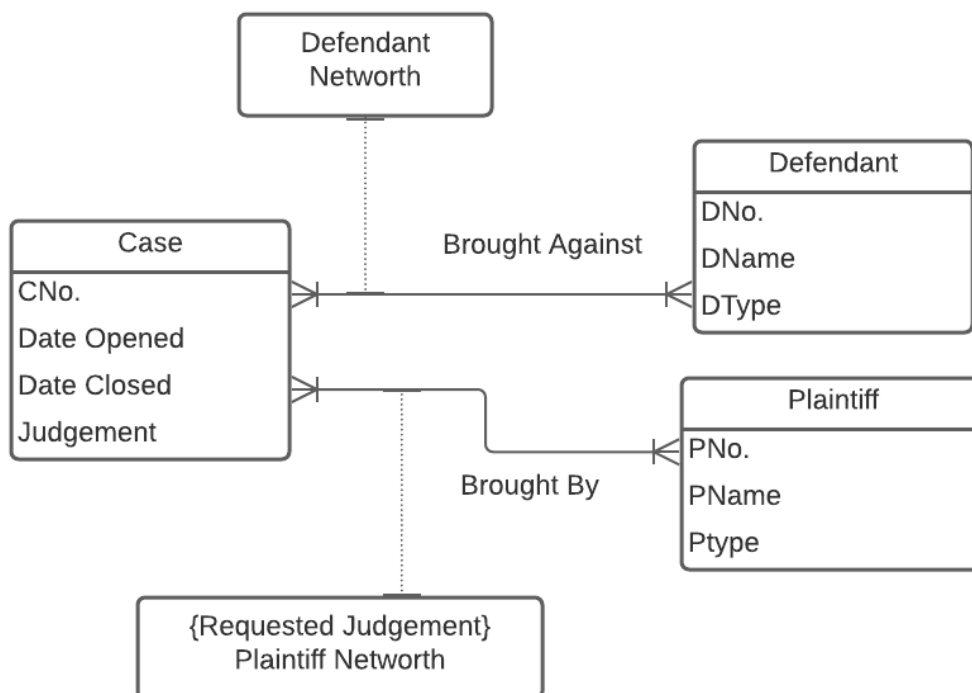 Defendant
Networth
Defendant
DNo.
DName
DType
Brought Against
Case
CNo.
Date Opened
Date Closed
Judgement
Plaintiff
PNo.
PName
Ptype
Brought By
{Requested Judgement}
Plaintiff Networth